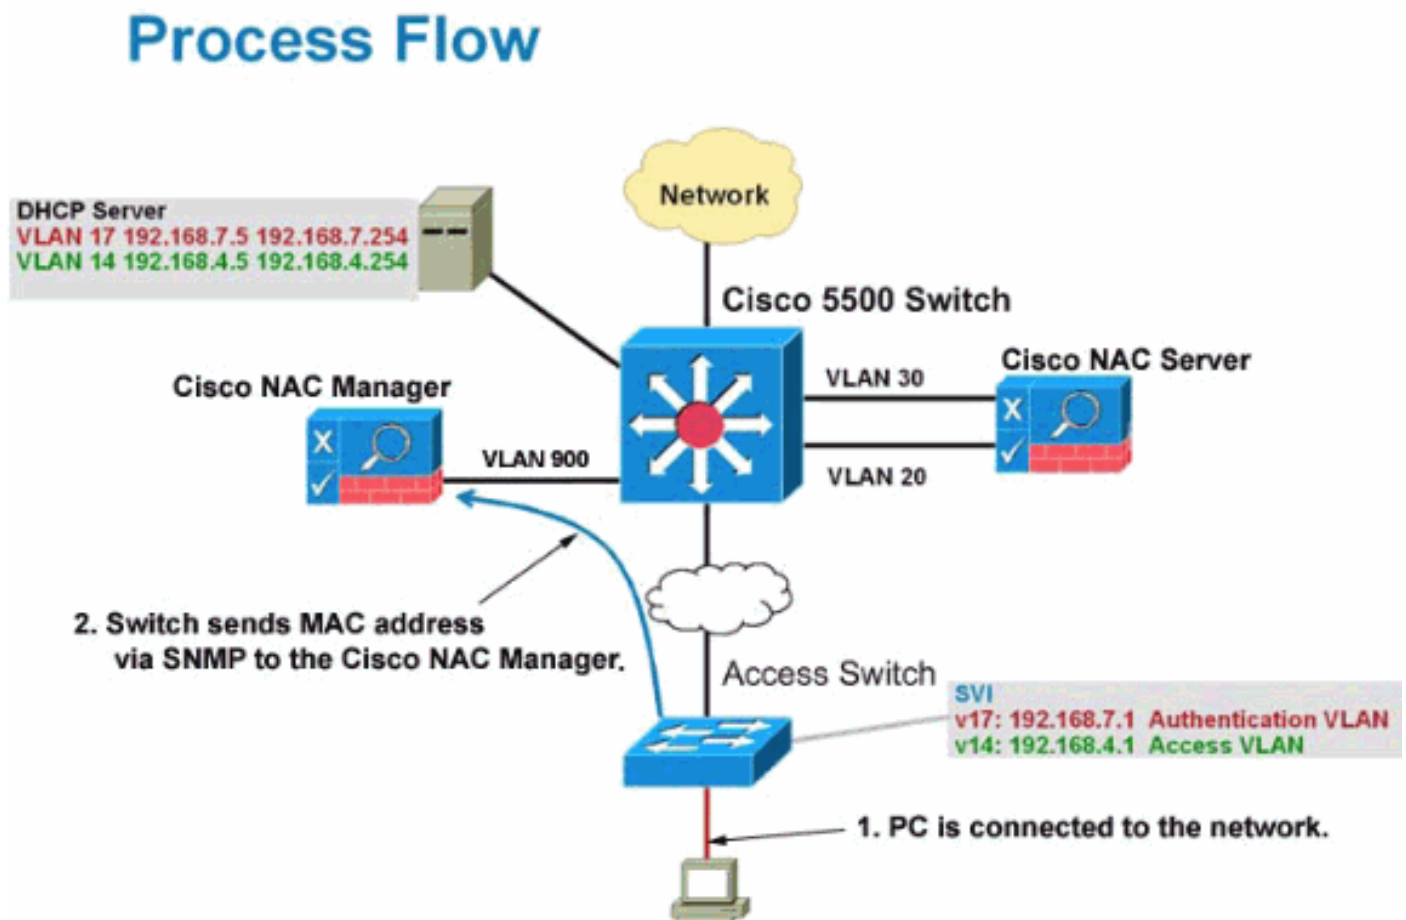 Process Flow
Network
DHCP Server
VLAN 17 192.168.7.5 192.168.7.254
VLAN 14 192.168.4.5 192.168.4.254
Cisco 5500 Switch
Cisco NAC Manager
VLAN 30
Cisco NAC Server
VLAN 900
VLAN 20
2. Switch sends MAC address
via SNMP to the Cisco NAC Manager.
Access Switch
SVI
v17: 192.168.7.1 Authentication VLAN
v14: 192.168.4.1 Access VLAN
1. PC is connected to the network.